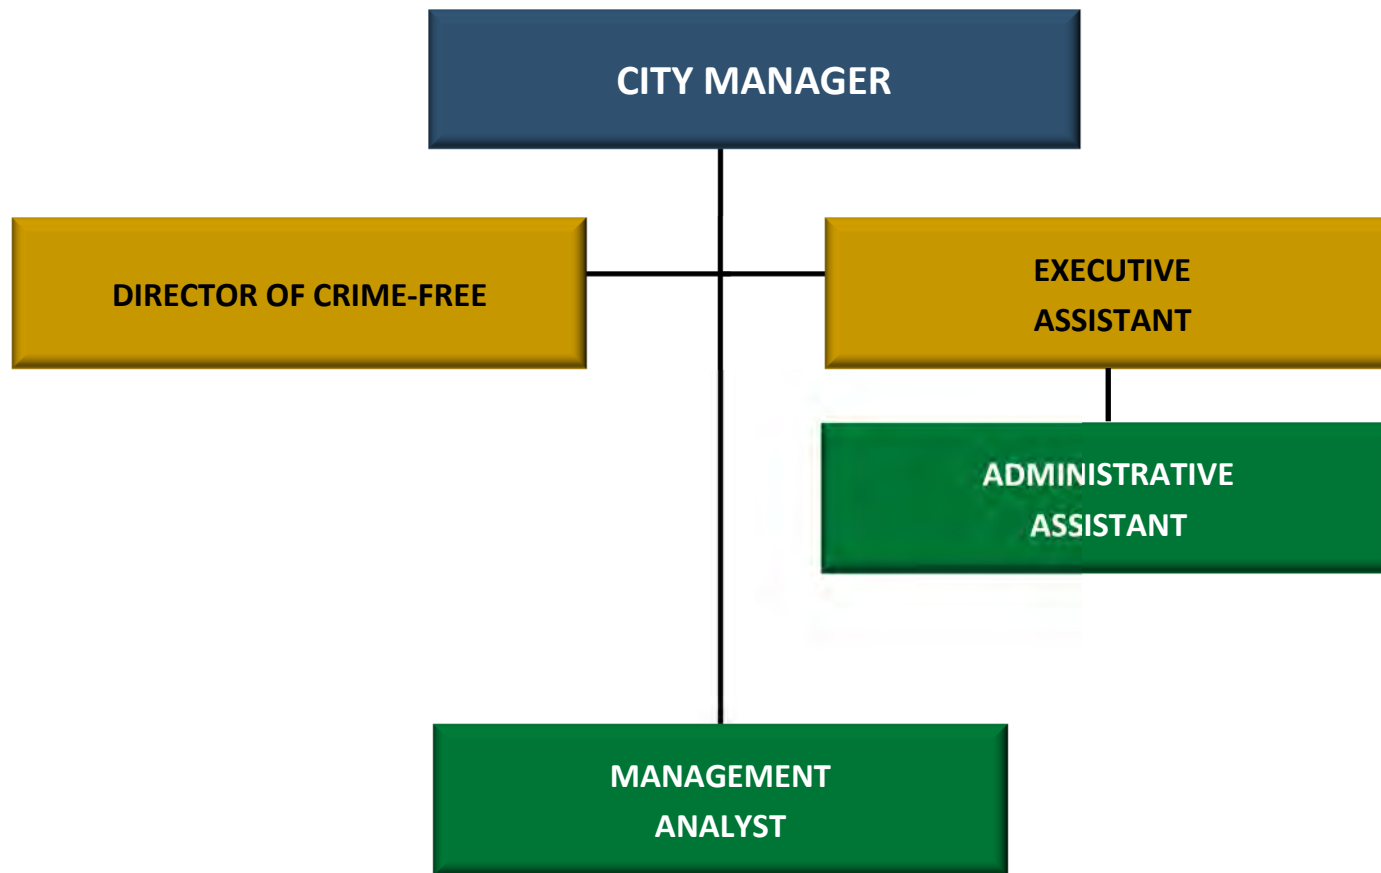 CITY MANAGER
DIRECTOR OF CRIME-FREE
EXECUTIVE
ASSISTANT
ADMINISTRATIVE
ASSISTANT
MANAGEMENT
ANALYST